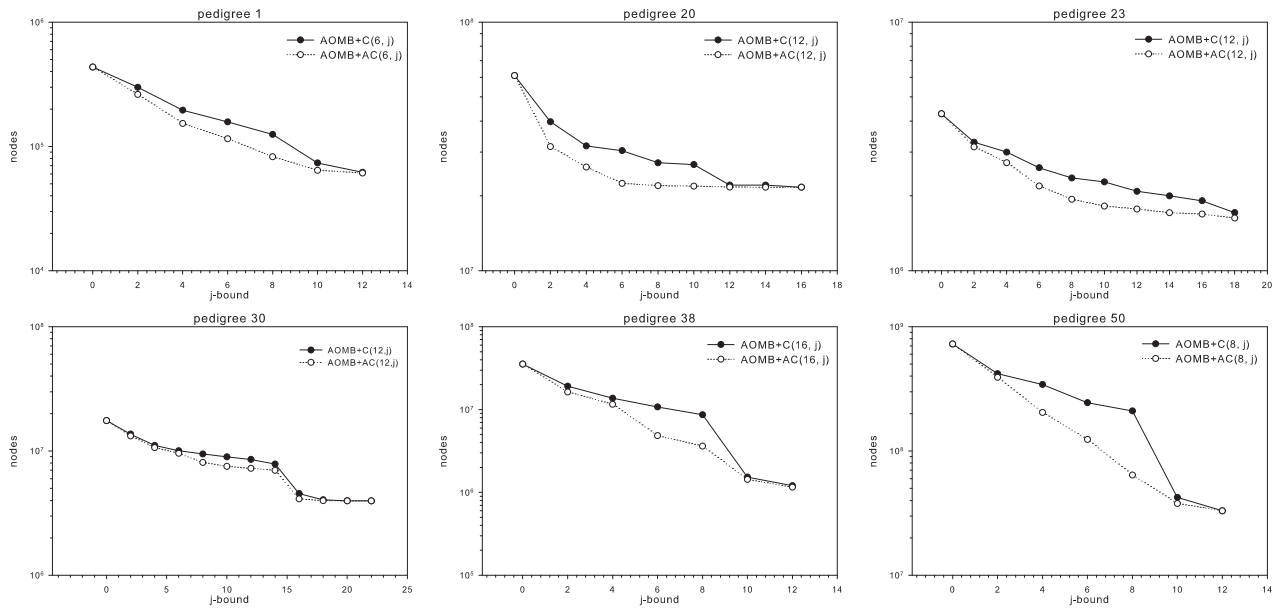 pedigree 1
10^6
AOMB+C(6, j)
AOMB+AC(6, j)
nodes
10^5
10^4
0 2 4 6 8 10 12 14
j-bound
pedigree 20
10^8
AOMB+C(12, j)
AOMB+AC(12, j)
nodes
10^7
0 2 4 6 8 10 12 14 16 18
j-bound
pedigree 23
10^7
AOMB+C(12, j)
AOMB+AC(12, j)
nodes
10^6
0 2 4 6 8 10 12 14 16 18 20
j-bound
pedigree 30
10^8
AOMB+C(12,j)
AOMB+AC(12,j)
nodes
10^7
10^6
0 5 10 15 20 25
j-bound
pedigree 38
10^8
AOMB+C(16, j)
AOMB+AC(16, j)
10^7
nodes
10^6
10^5
0 2 4 6 8 10 12 14
j-bound
pedigree 50
10^9
AOMB+C(8, j)
AOMB+AC(8, j)
nodes
10^8
10^7
0 2 4 6 8 10 12 14
j-bound